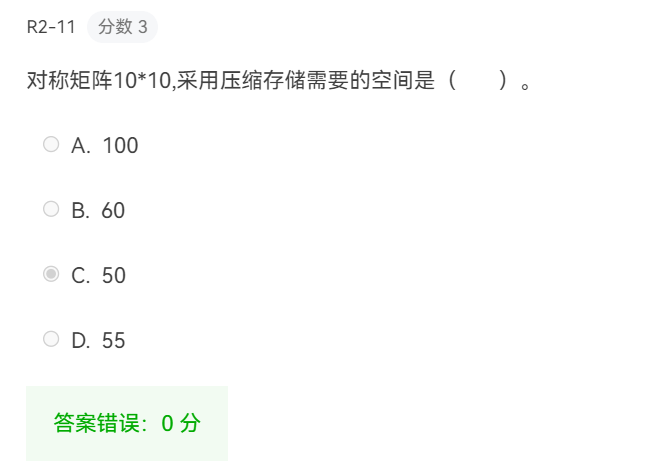 R2-11 分数 3
对称矩阵10*10,采用压缩存储需要的空间是（　　）。
A. 100
B. 60
C. 50
D. 55
答案错误：0 分